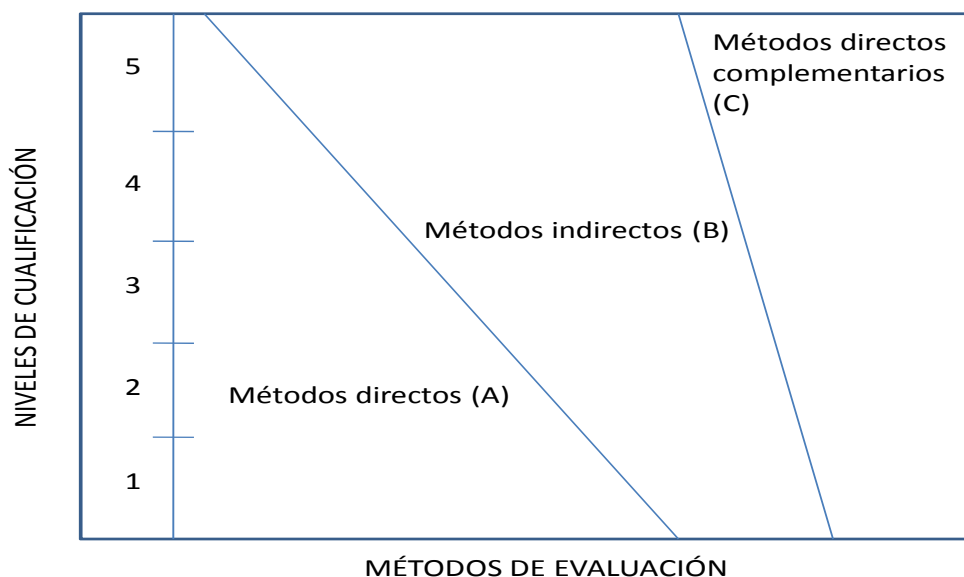 NIVELES DE CUALIFICACIÓN
5
4
3
2
1
Métodos directos
complementarios
(C)
Métodos indirectos (B)
Métodos directos (A)
MÉTODOS DE EVALUACIÓN